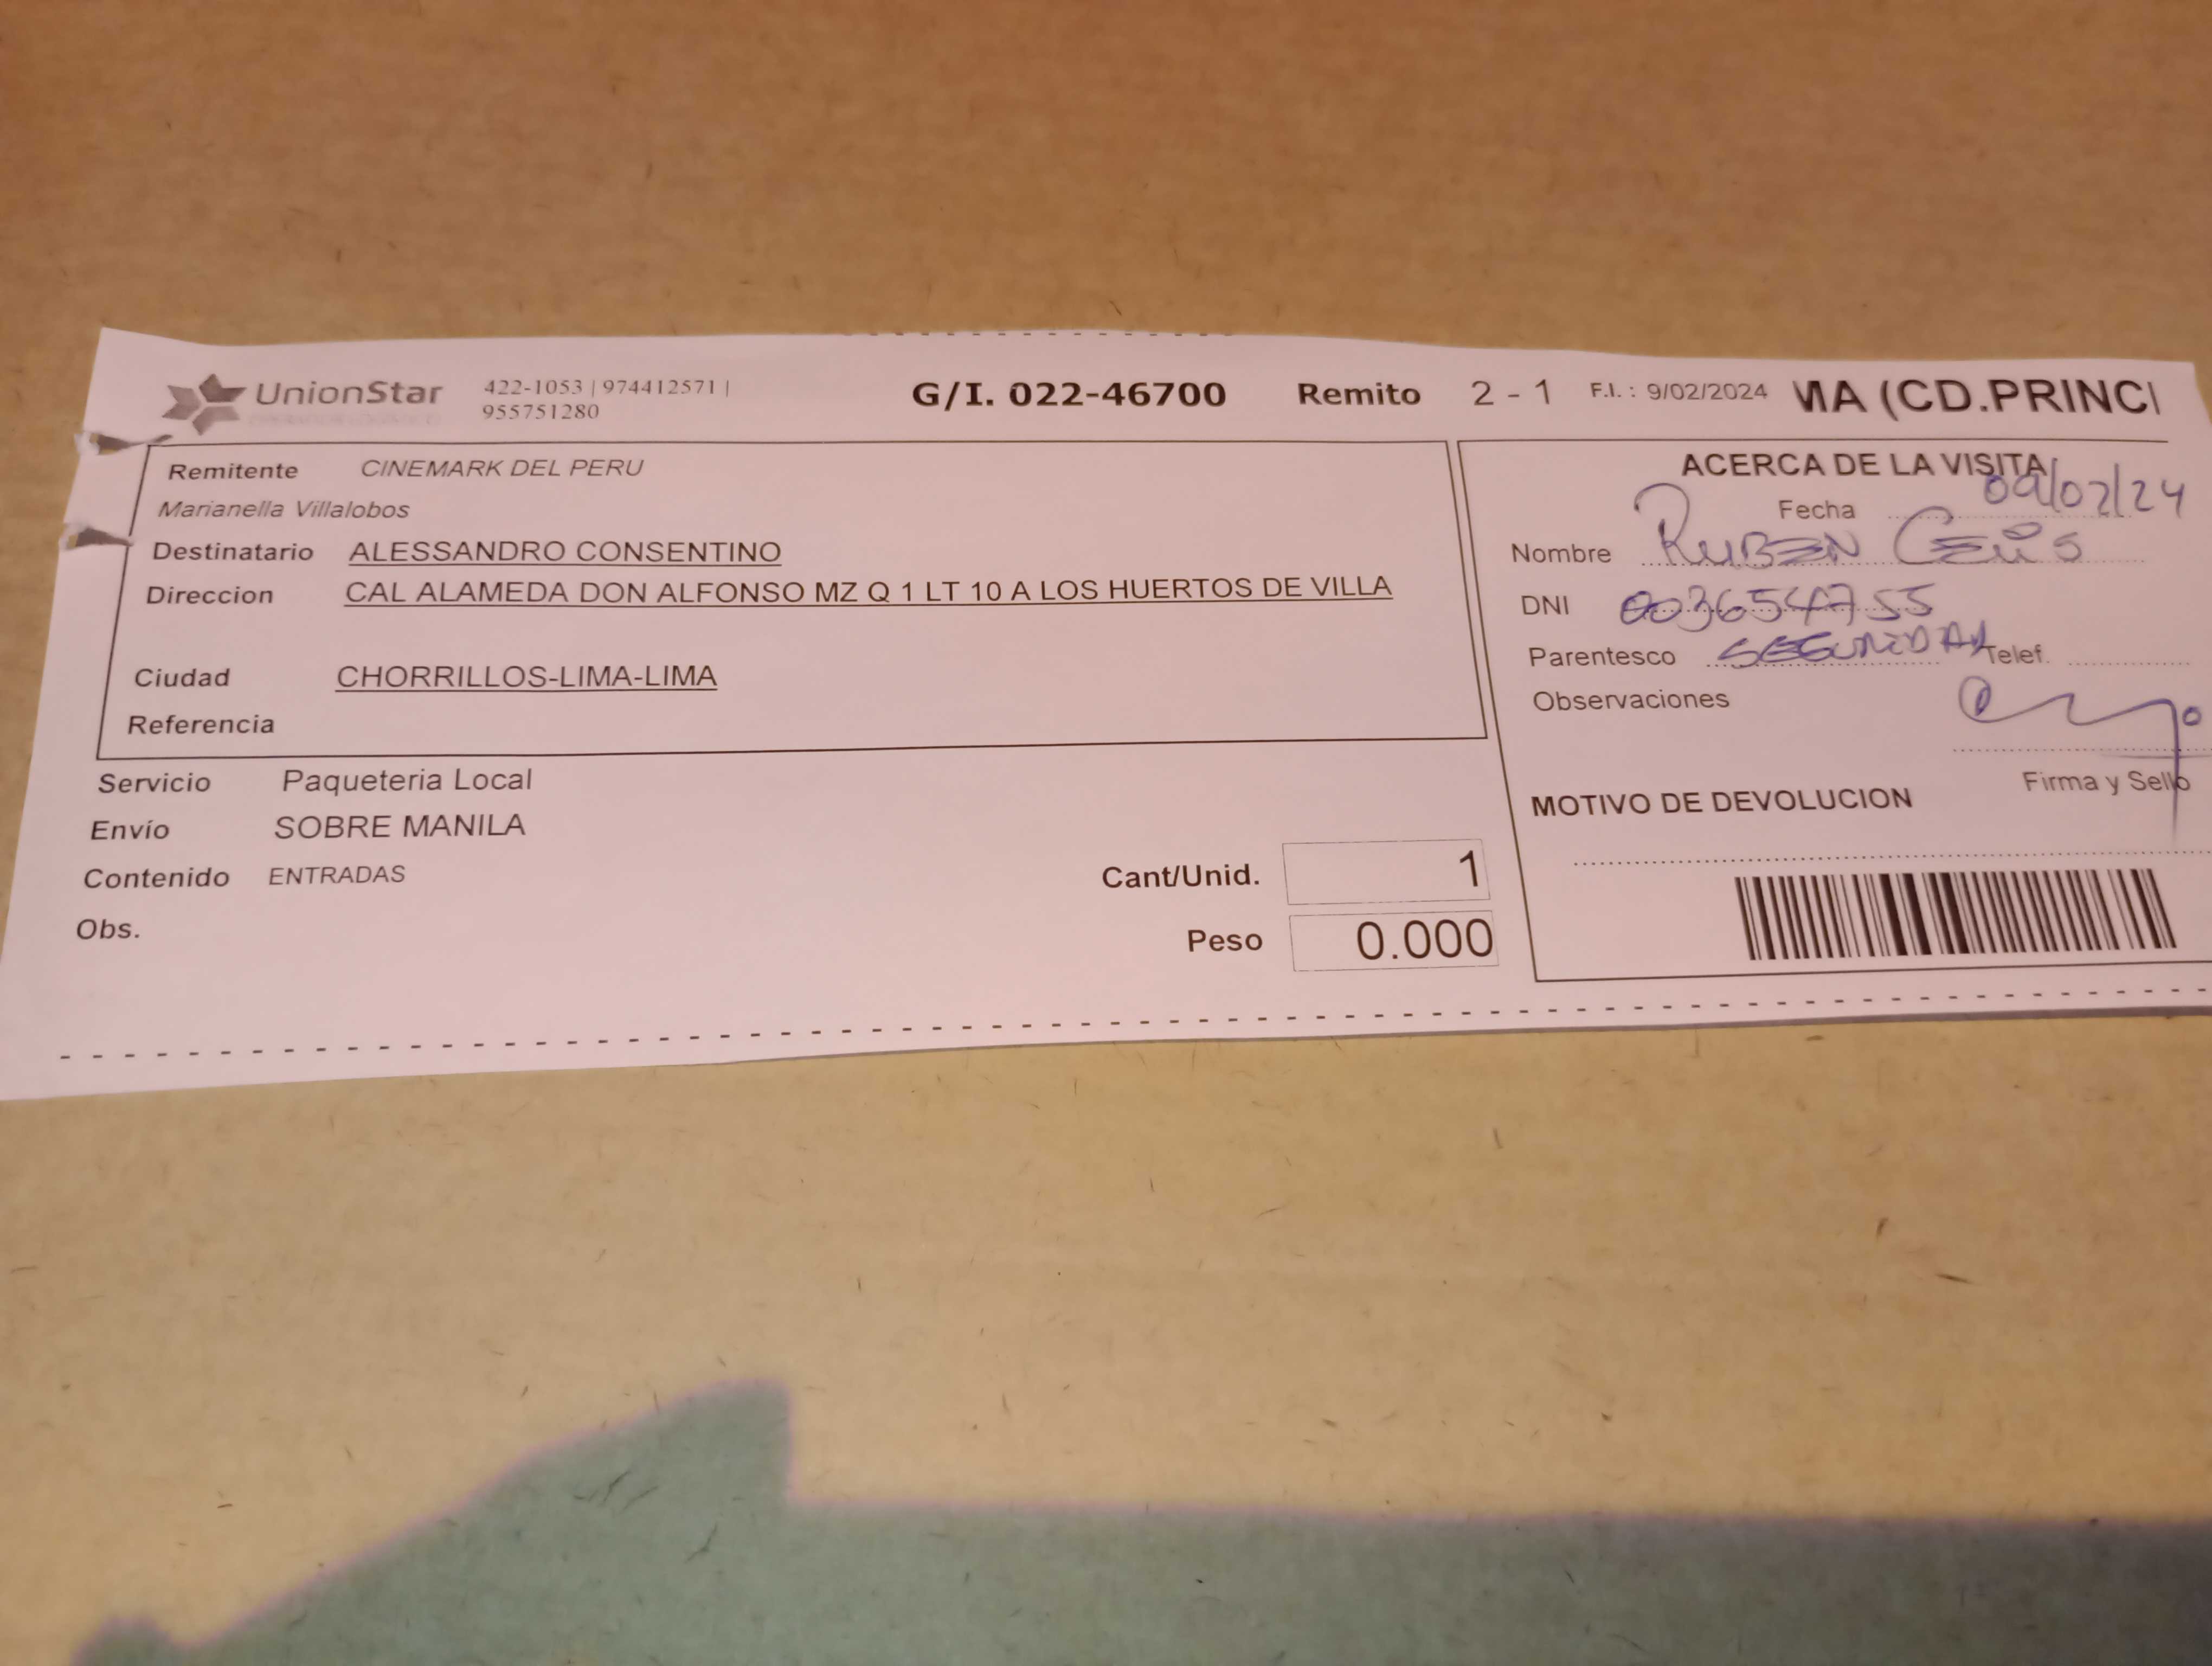 UnionStar 422-1053 | 974412571 | G/I. 022-46700 Remito 2 - 1 F.I. : 9/02/2024 MA (CD.PRINCI
955751280
Remitente CINEMARK DEL PERU
Marianella Villalobos
Destinatario ALESSANDRO CONSENTINO
Direccion CAL ALAMEDA DON ALFONSO MZ Q 1 LT 10 A LOS HUERTOS DE VILLA
Ciudad CHORRILLOS-LIMA-LIMA
Referencia
Servicio Paqueteria Local
Envío SOBRE MANILA
Contenido ENTRADAS
Obs.
Cant/Unid. 1
Peso 0.000
ACERCA DE LA VISITA
Fecha 09/02/24
Nombre RUBEN
DNI 003654755
Parentesco SEGURIDAD Telef.
Observaciones
Firma y Sello
MOTIVO DE DEVOLUCION